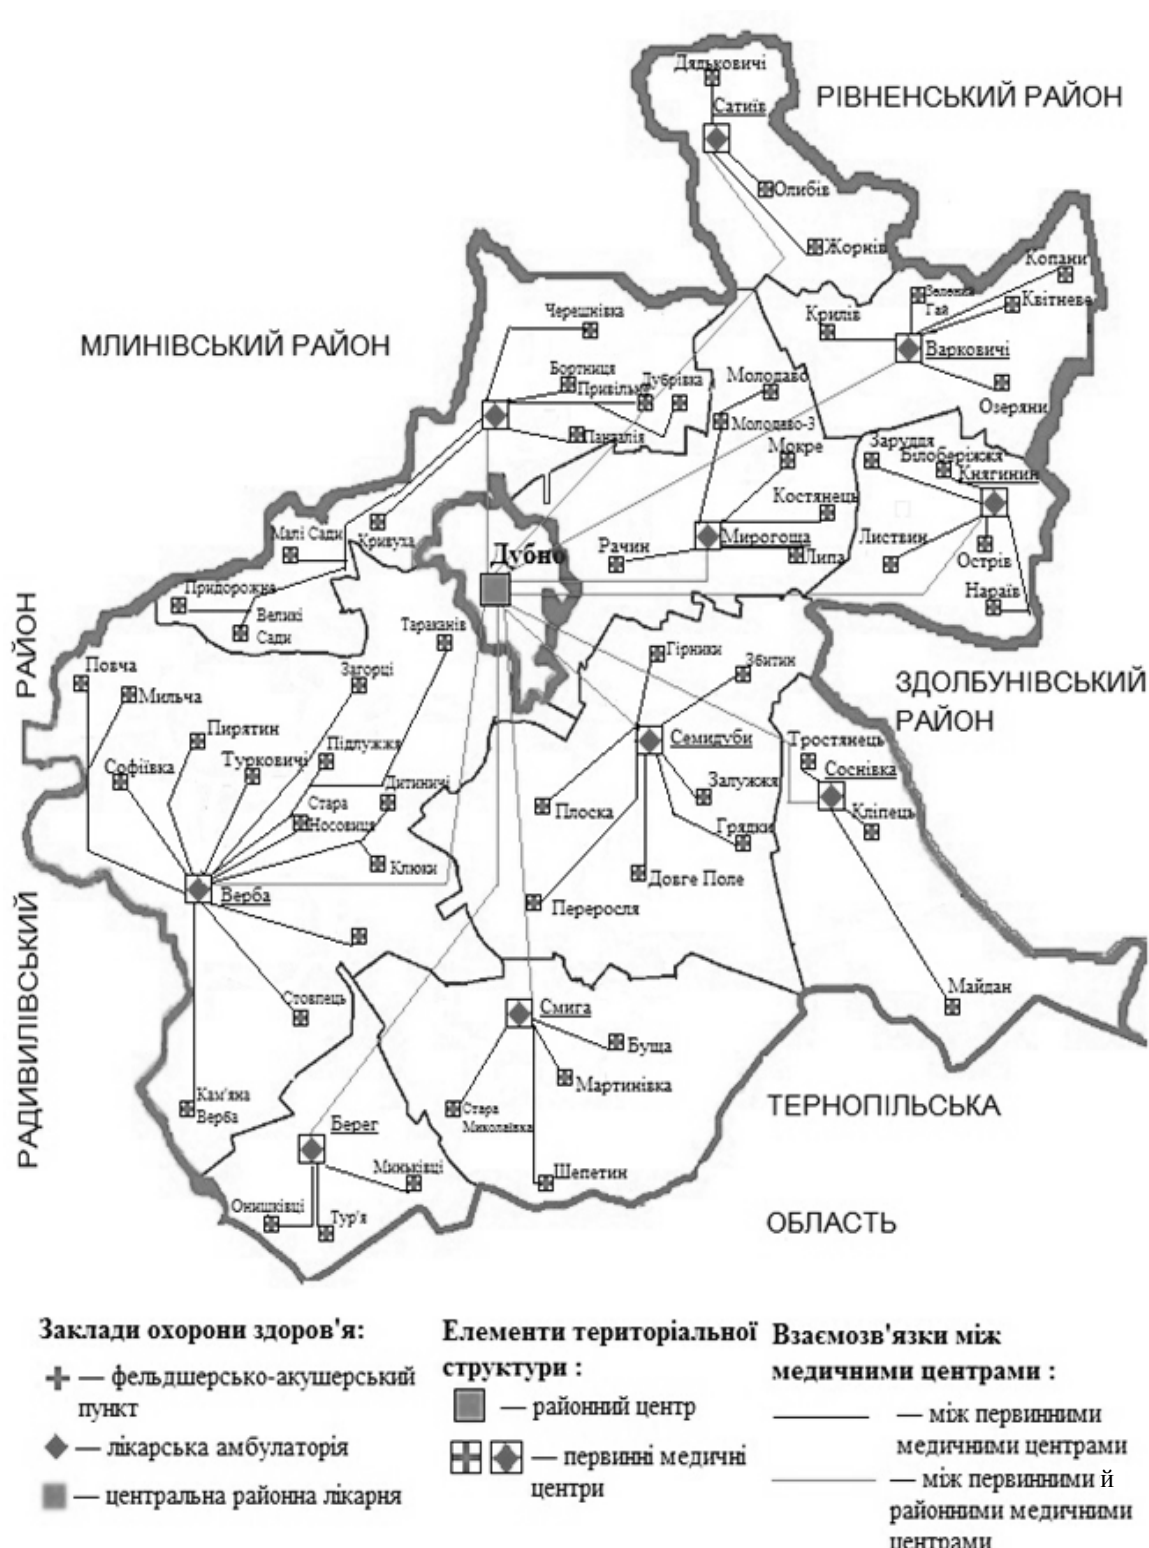 Дядьковичі
РІВНЕНСЬКИЙ РАЙОН
Сатиїв
Олибів
Жорнів
Копани
Зелений
Гай
Квітневе
Крилів
Варковичі
Озеряни
МЛИНІВСЬКИЙ РАЙОН
Черешнівка
Бортниця
Привільне
Дубрівка
Панталія
Молодаво
Молодаво-3
Мокре
Костянець
Мирогоща
Рачин
Липа
Заруддя
Білоберіжжя
Княгинин
Листвин
Острів
Нараїв
Малі Сади
Кривуха
Дубно
Придорожна
Великі
Сади
Тараканів
РАЙОН
Повча
Мильча
Загорці
Пирятин
Підлужжя
Софіївка
Турковичі
Дитиничі
Стара
Носовиця
Клюки
Верба
Стовпець
Кам'яна
Верба
РАДИВИЛІВСЬКИЙ
Гірники
Збитин
Семидуби
Залужжя
Плоска
Грядки
Довге Поле
Переросля
ЗДОЛБУНІВСЬКИЙ
РАЙОН
Тростянець
Соснівка
Кліпець
Майдан
Смига
Буща
Мартинівка
Стара
Миколаївка
Шепетин
Берег
Миньківці
Онишківці
Тур'я
ТЕРНОПІЛЬСЬКА
ОБЛАСТЬ
Заклади охорони здоров'я:
— фельдшерсько-акушерський
пункт
— лікарська амбулаторія
— центральна районна лікарня
Елементи територіальної
структури :
— районний центр
— первинні медичні
центри
Взаємозв'язки між
медичними центрами :
— між первинними
медичними центрами
— між первинними й
районними медичними
центрами